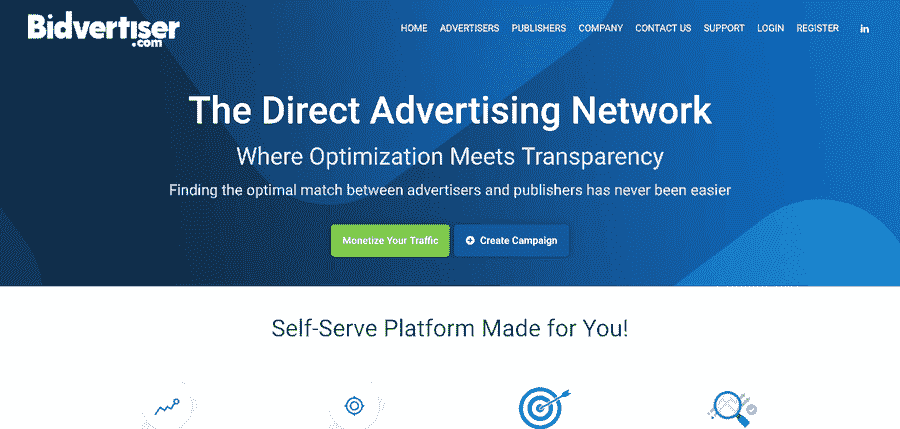 Bidvertiser
.com
HOME ADVERTISERS PUBLISHERS COMPANY CONTACT US SUPPORT LOGIN REGISTER in
The Direct Advertising Network
Where Optimization Meets Transparency
Finding the optimal match between advertisers and publishers has never been easier
Monetize Your Traffic Create Campaign
Self-Serve Platform Made for You!